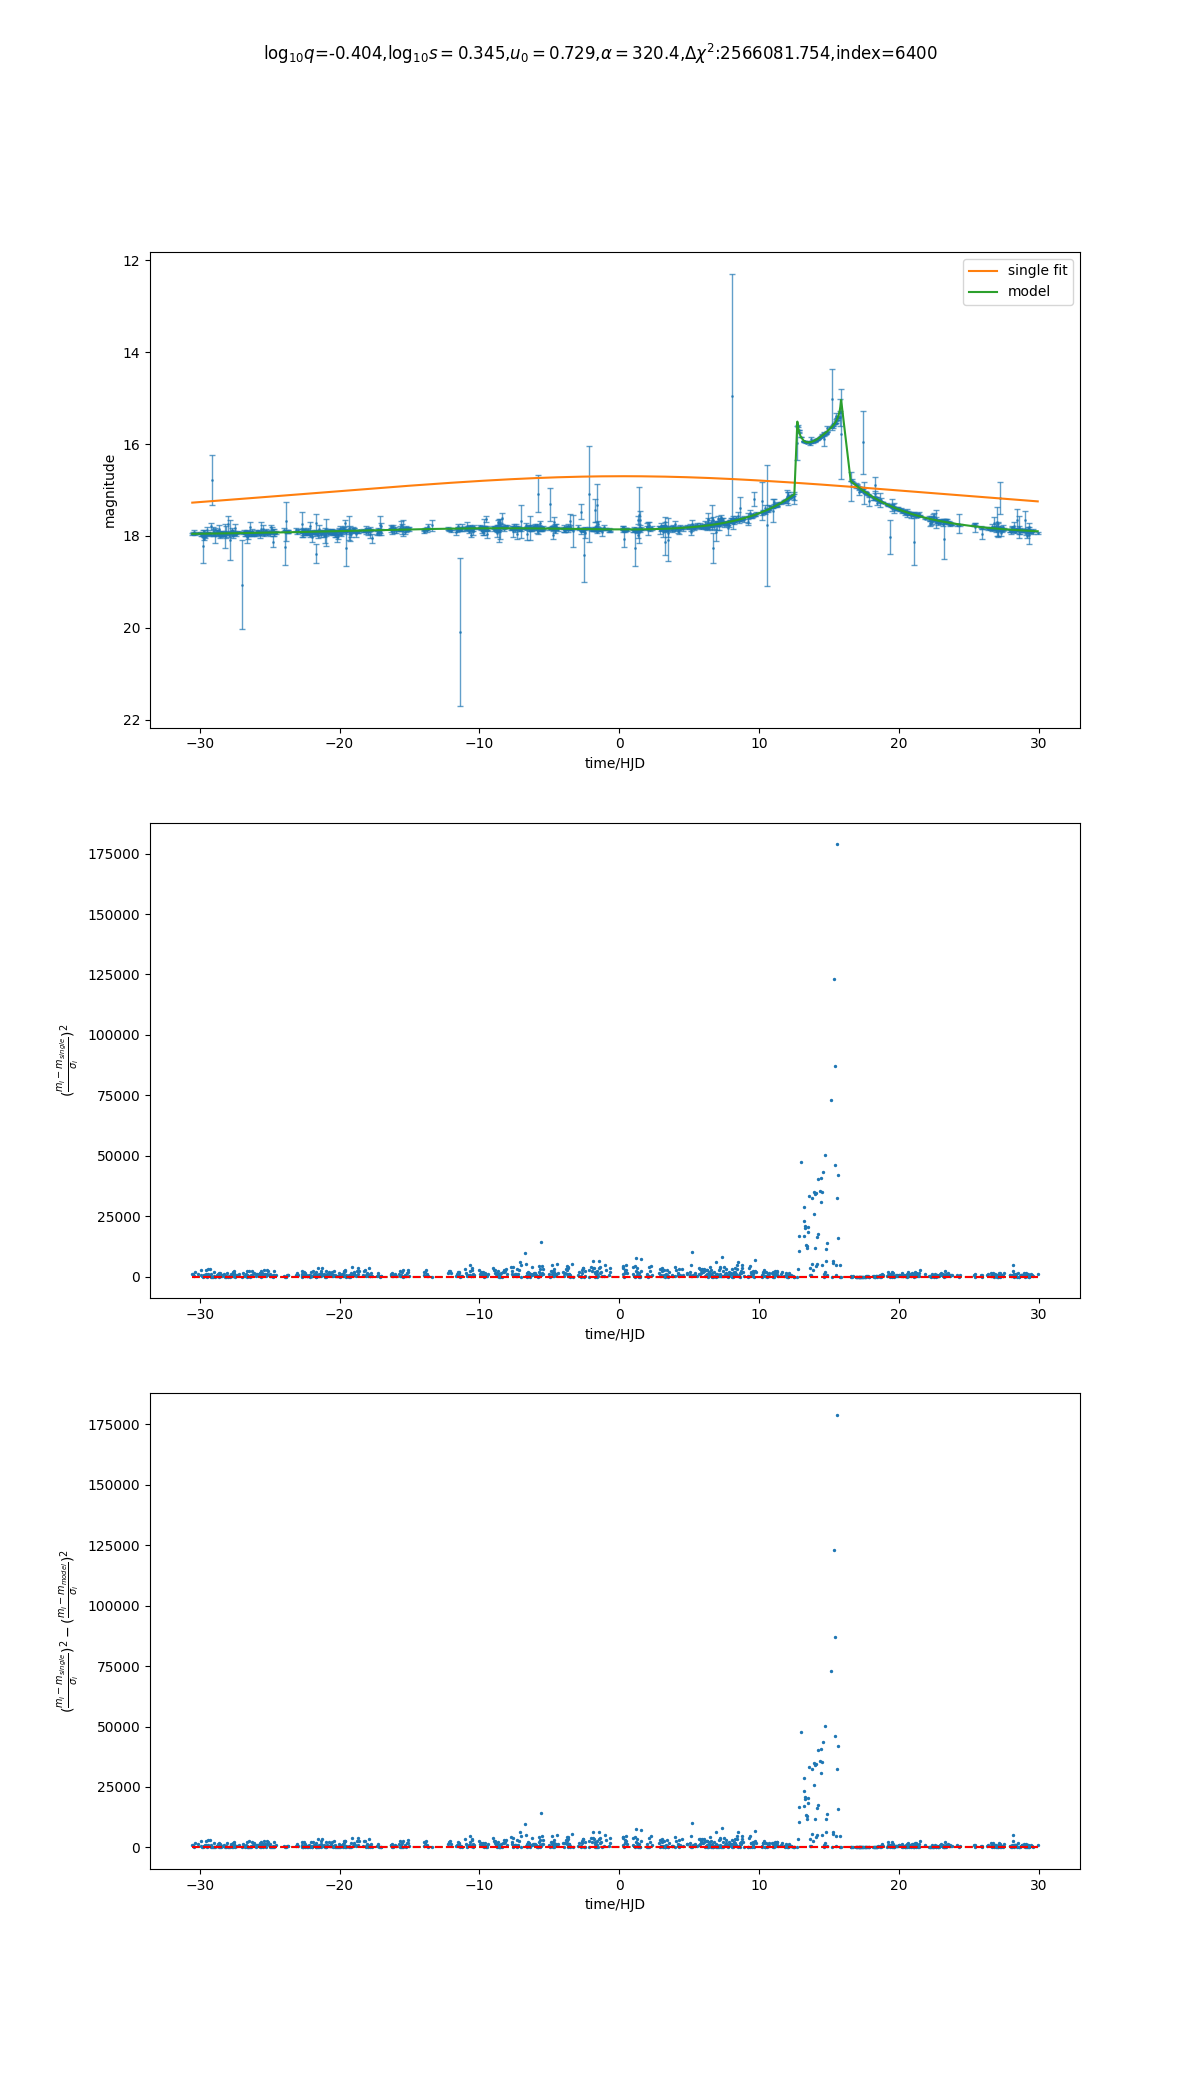 log₁₀q=-0.404,log₁₀s = 0.345,u₀ = 0.729,α = 320.4,Δχ²:2566081.754,index=6400
12
14
16
18
20
22
magnitude
single fit
model
−30 −20 −10 0 10 20 30
time/HJD
175000
150000
125000
100000
75000
50000
25000
0
(mᵢ − m_single / σᵢ)²
−30 −20 −10 0 10 20 30
time/HJD
175000
150000
125000
100000
75000
50000
25000
0
(mᵢ − m_single / σᵢ)² − (mᵢ − m_model / σᵢ)²
−30 −20 −10 0 10 20 30
time/HJD